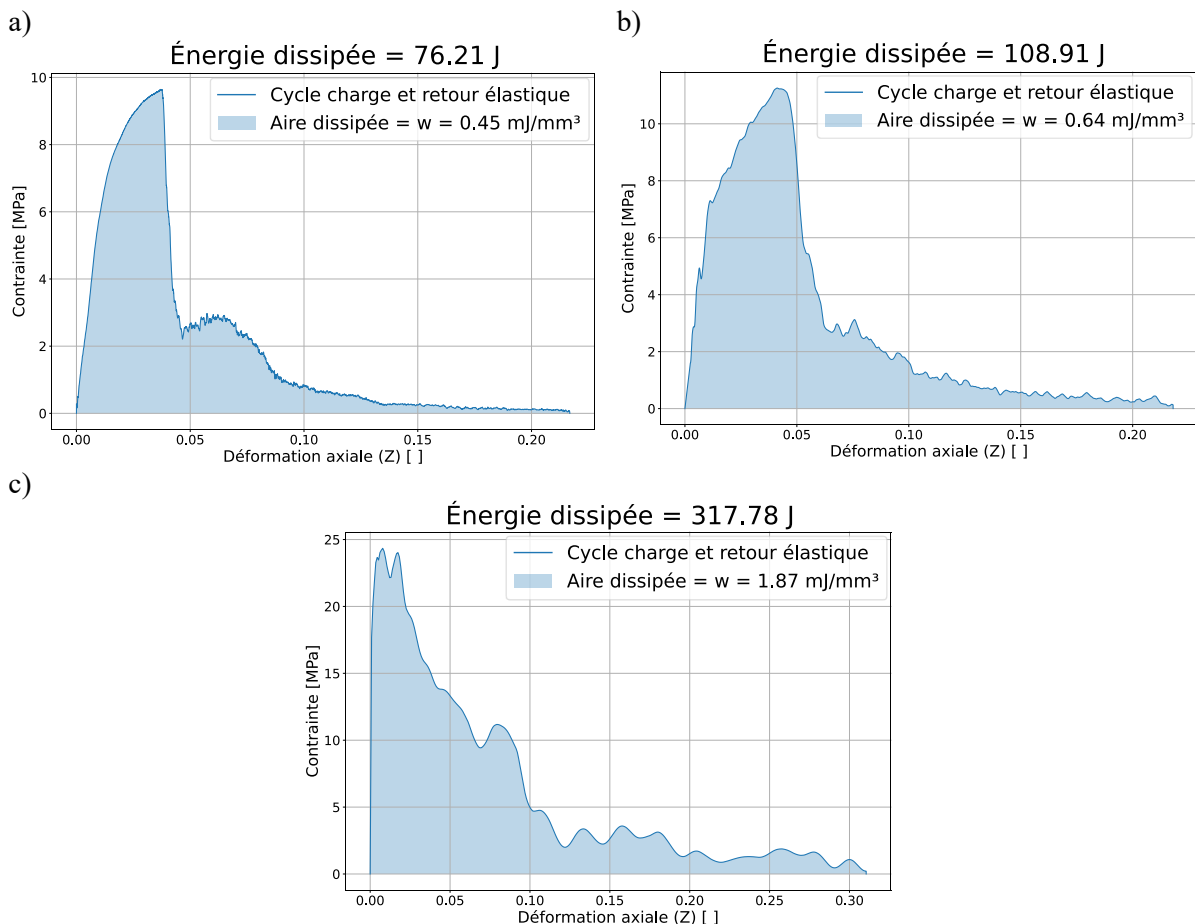 a)
Énergie dissipée = 76.21 J
Cycle charge et retour élastique
Aire dissipée = w = 0.45 mJ/mm³
Contrainte [MPa]
10
8
6
4
2
0
0.00 0.05 0.10 0.15 0.20
Déformation axiale (Z) [ ]
b)
Énergie dissipée = 108.91 J
Cycle charge et retour élastique
Aire dissipée = w = 0.64 mJ/mm³
Contrainte [MPa]
10
8
6
4
2
0
0.00 0.05 0.10 0.15 0.20
Déformation axiale (Z) [ ]
c)
Énergie dissipée = 317.78 J
Cycle charge et retour élastique
Aire dissipée = w = 1.87 mJ/mm³
Contrainte [MPa]
25
20
15
10
5
0
0.00 0.05 0.10 0.15 0.20 0.25 0.30
Déformation axiale (Z) [ ]